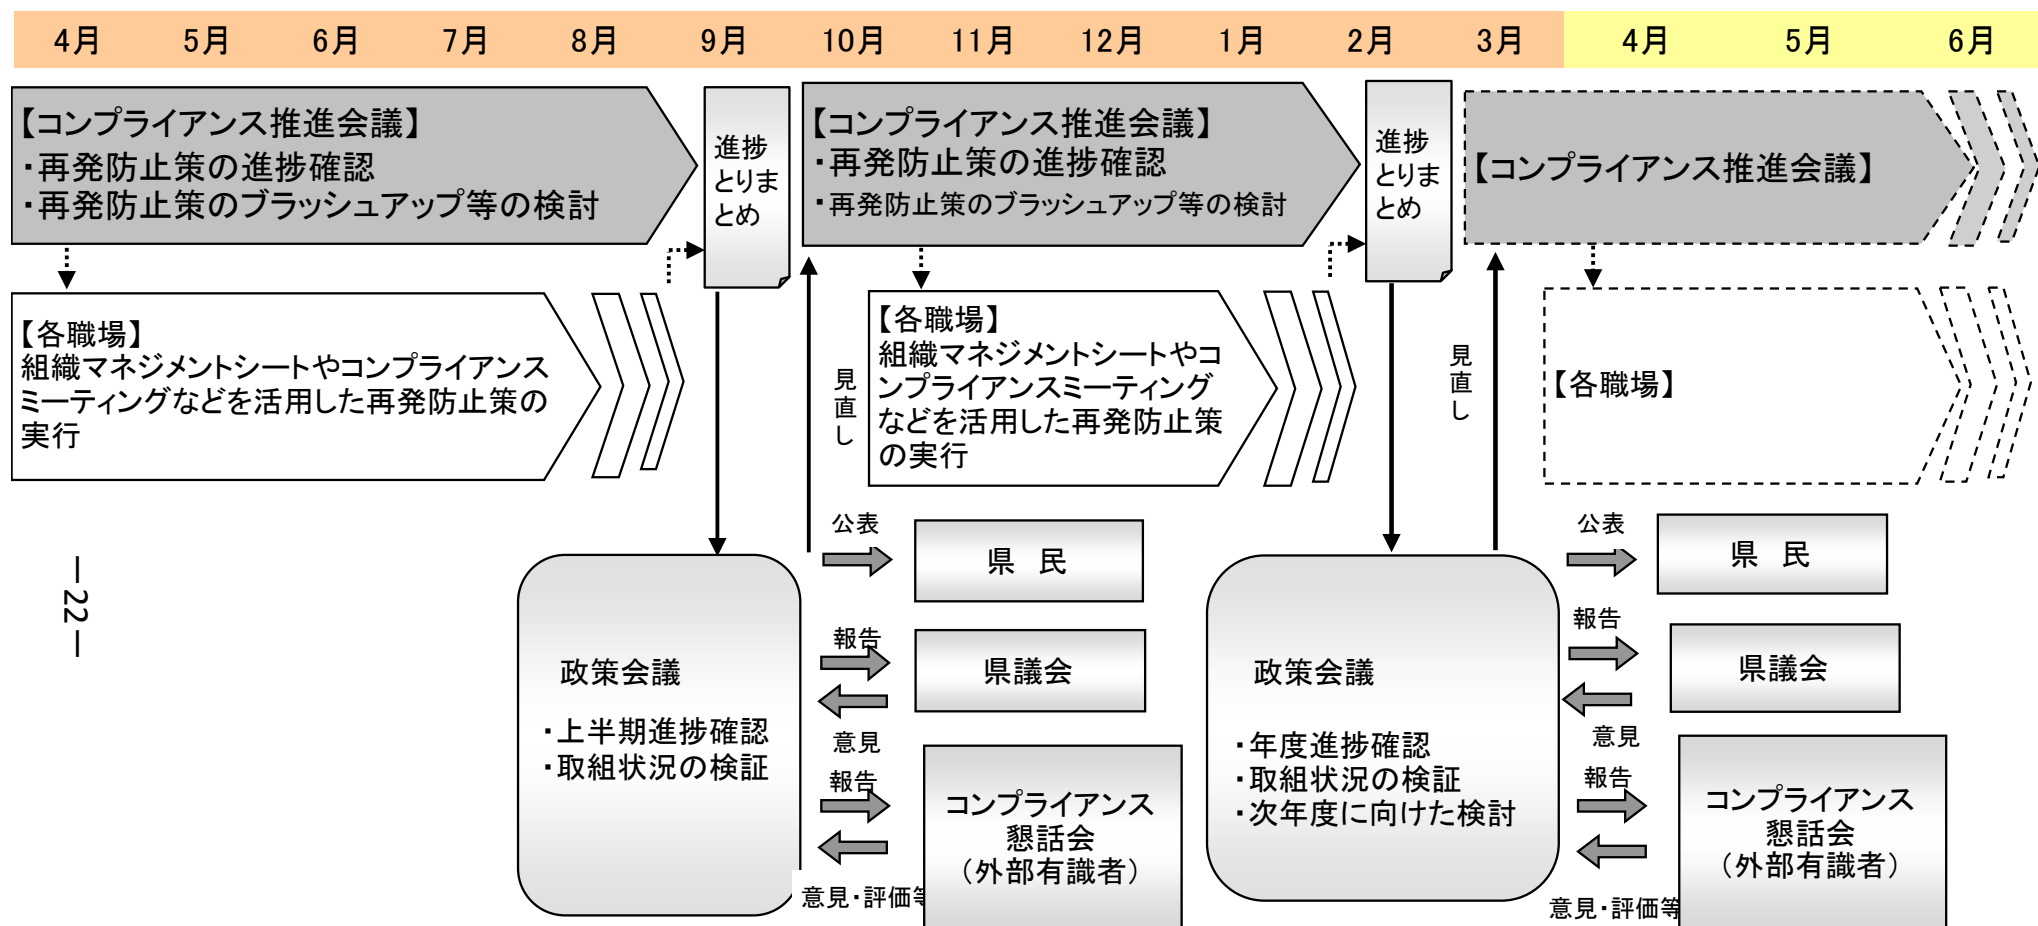 4月 5月 6月 7月 8月 9月 10月 11月 12月 1月 2月 3月 4月 5月 6月
【コンプライアンス推進会議】
・再発防止策の進捗確認
・再発防止策のブラッシュアップ等の検討
進捗
とりま
とめ
【コンプライアンス推進会議】
・再発防止策の進捗確認
・再発防止策のブラッシュアップ等の検討
進捗
とりま
とめ
【コンプライアンス推進会議】
【各職場】
組織マネジメントシートやコンプライアンス
ミーティングなどを活用した再発防止策の
実行
見直し
【各職場】
組織マネジメントシートやコ
ンプライアンスミーティング
などを活用した再発防止策
の実行
見直し
【各職場】
―22―
政策会議
・上半期進捗確認
・取組状況の検証
公表
県 民
報告
県議会
意見
報告
コンプライアンス
懇話会
（外部有識者）
意見・評価等
政策会議
・年度進捗確認
・取組状況の検証
・次年度に向けた検討
公表
県 民
報告
県議会
意見
報告
コンプライアンス
懇話会
（外部有識者）
意見・評価等